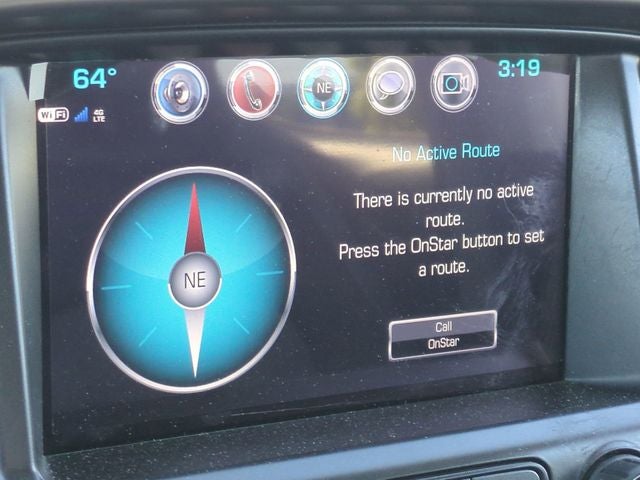 64°
NE
3:19
WiFi 4G
LTE
No Active Route
There is currently no active
route.
Press the OnStar button to set
a route.
NE
Call
OnStar